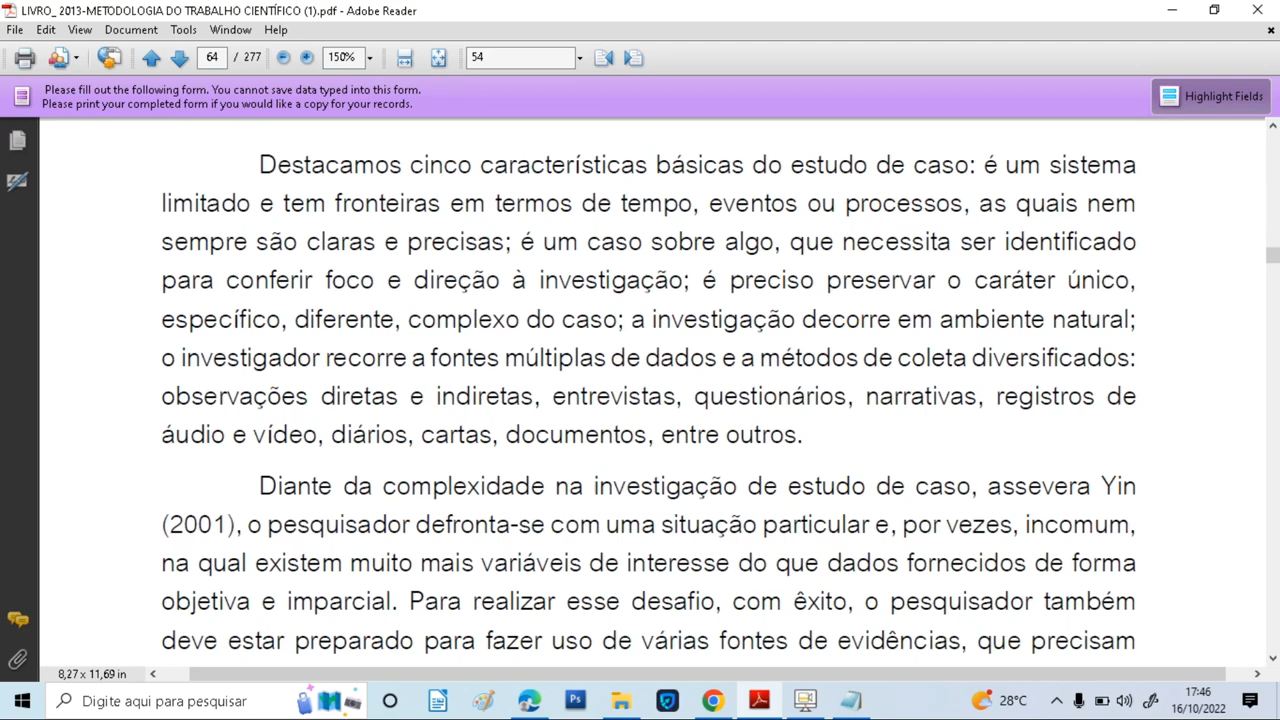 LIVRO_ 2013-METODOLOGIA DO TRABALHO CIENTÍFICO (1).pdf - Adobe Reader
File Edit View Document Tools Window Help
64 / 277 150% 54
Please fill out the following form. You cannot save data typed into this form.
Please print your completed form if you would like a copy for your records.
Highlight Fields
Destacamos cinco características básicas do estudo de caso: é um sistema
limitado e tem fronteiras em termos de tempo, eventos ou processos, as quais nem
sempre são claras e precisas; é um caso sobre algo, que necessita ser identificado
para conferir foco e direção à investigação; é preciso preservar o caráter único,
específico, diferente, complexo do caso; a investigação decorre em ambiente natural;
o investigador recorre a fontes múltiplas de dados e a métodos de coleta diversificados:
observações diretas e indiretas, entrevistas, questionários, narrativas, registros de
áudio e vídeo, diários, cartas, documentos, entre outros.
Diante da complexidade na investigação de estudo de caso, assevera Yin
(2001), o pesquisador defronta-se com uma situação particular e, por vezes, incomum,
na qual existem muito mais variáveis de interesse do que dados fornecidos de forma
objetiva e imparcial. Para realizar esse desafio, com êxito, o pesquisador também
deve estar preparado para fazer uso de várias fontes de evidências, que precisam
8,27 x 11,69 in
Digite aqui para pesquisar
Ps
28°C
17:46
16/10/2022